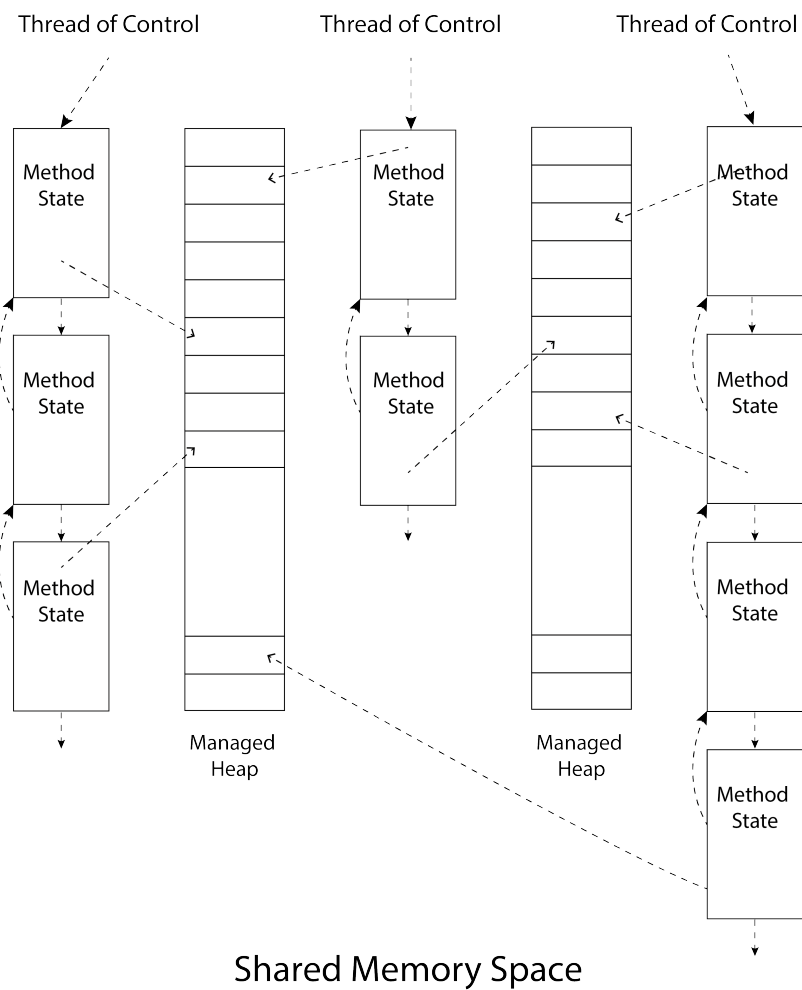 Thread of Control
Thread of Control
Thread of Control
Method
State
Method
State
Method
State
Method
State
Method
State
Method
State
Method
State
Method
State
Method
State
Managed
Heap
Managed
Heap
Shared Memory Space